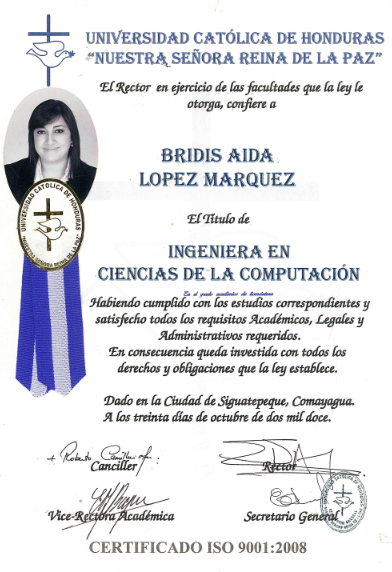 UNIVERSIDAD CATÓLICA DE HONDURAS
“NUESTRA SEÑORA REINA DE LA PAZ”
El Rector en ejercicio de las facultades que la ley le
otorga, confiere a
BRIDIS AIDA
LOPEZ MARQUEZ
UNIVERSIDAD CATOLICA DE HONDURAS
"NUESTRA SEÑORA REINA DE LA PAZ"
El Título de
INGENIERA EN
CIENCIAS DE LA COMPUTACIÓN
En el grado académico de licenciatura
Habiendo cumplido con los estudios correspondientes y
satisfecho todos los requisitos Académicos, Legales y
Administrativos requeridos.
En consecuencia queda investida con todos los
derechos y obligaciones que la ley establece.
Dado en la Ciudad de Siguatepeque, Comayagua.
A los treinta días de octubre de dos mil doce.
+ Roberto Camilleri
Canciller
Rector
Vice-Rectora Académica
Secretario General
CERTIFICADO ISO 9001:2008